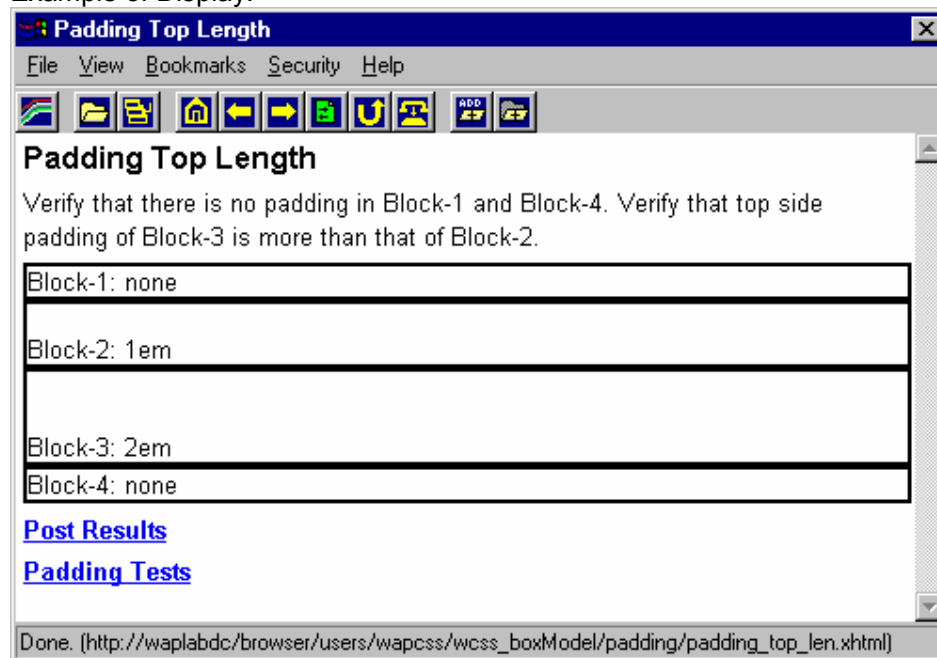 Example of Display:
Padding Top Length
File View Bookmarks Security Help
ADD
Padding Top Length
Verify that there is no padding in Block-1 and Block-4. Verify that top side
padding of Block-3 is more than that of Block-2.
Block-1: none
Block-2: 1em
Block-3: 2em
Block-4: none
Post Results
Padding Tests
Done. (http://waplabdc/browser/users/wapcss/wcss_boxModel/padding/padding_top_len.xhtml)